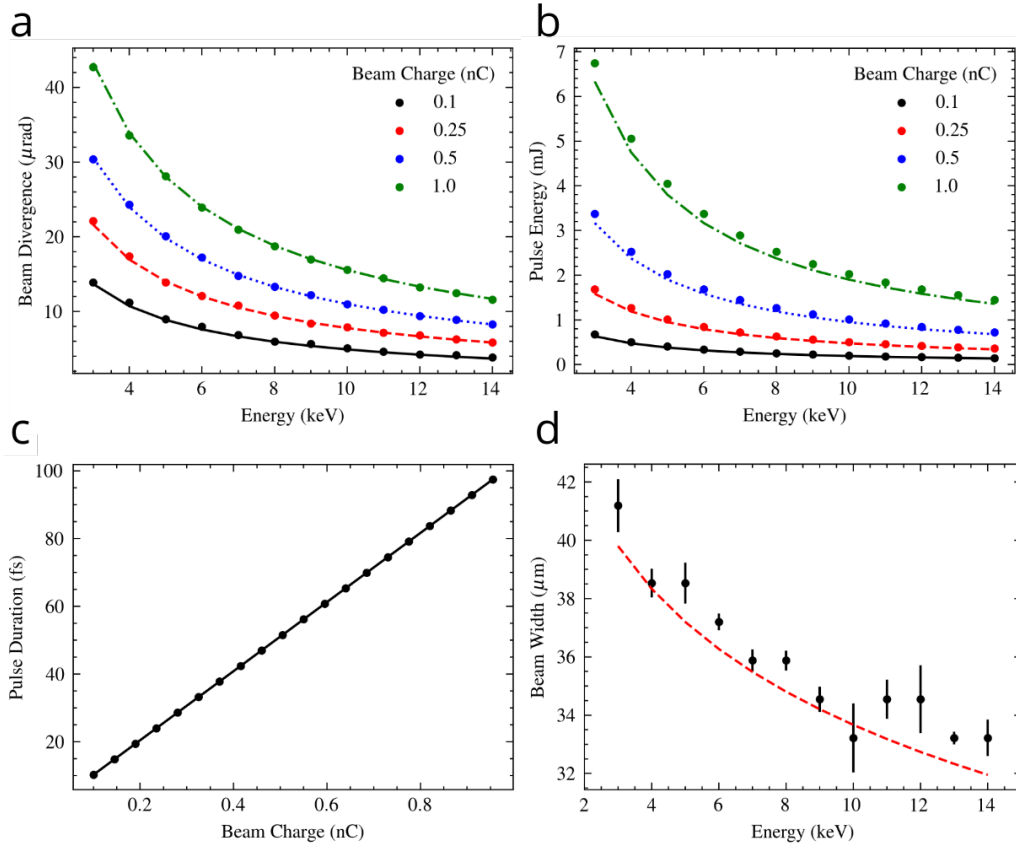 a
Beam Divergence (μrad)
40
30
20
10
Beam Charge (nC)
0.1
0.25
0.5
1.0
4 6 8 10 12 14
Energy (keV)
b
Pulse Energy (mJ)
7
6
5
4
3
2
1
0
Beam Charge (nC)
0.1
0.25
0.5
1.0
4 6 8 10 12 14
Energy (keV)
c
Pulse Duration (fs)
100
80
60
40
20
0.2 0.4 0.6 0.8
Beam Charge (nC)
d
Beam Width (μm)
42
40
38
36
34
32
2 4 6 8 10 12 14
Energy (keV)